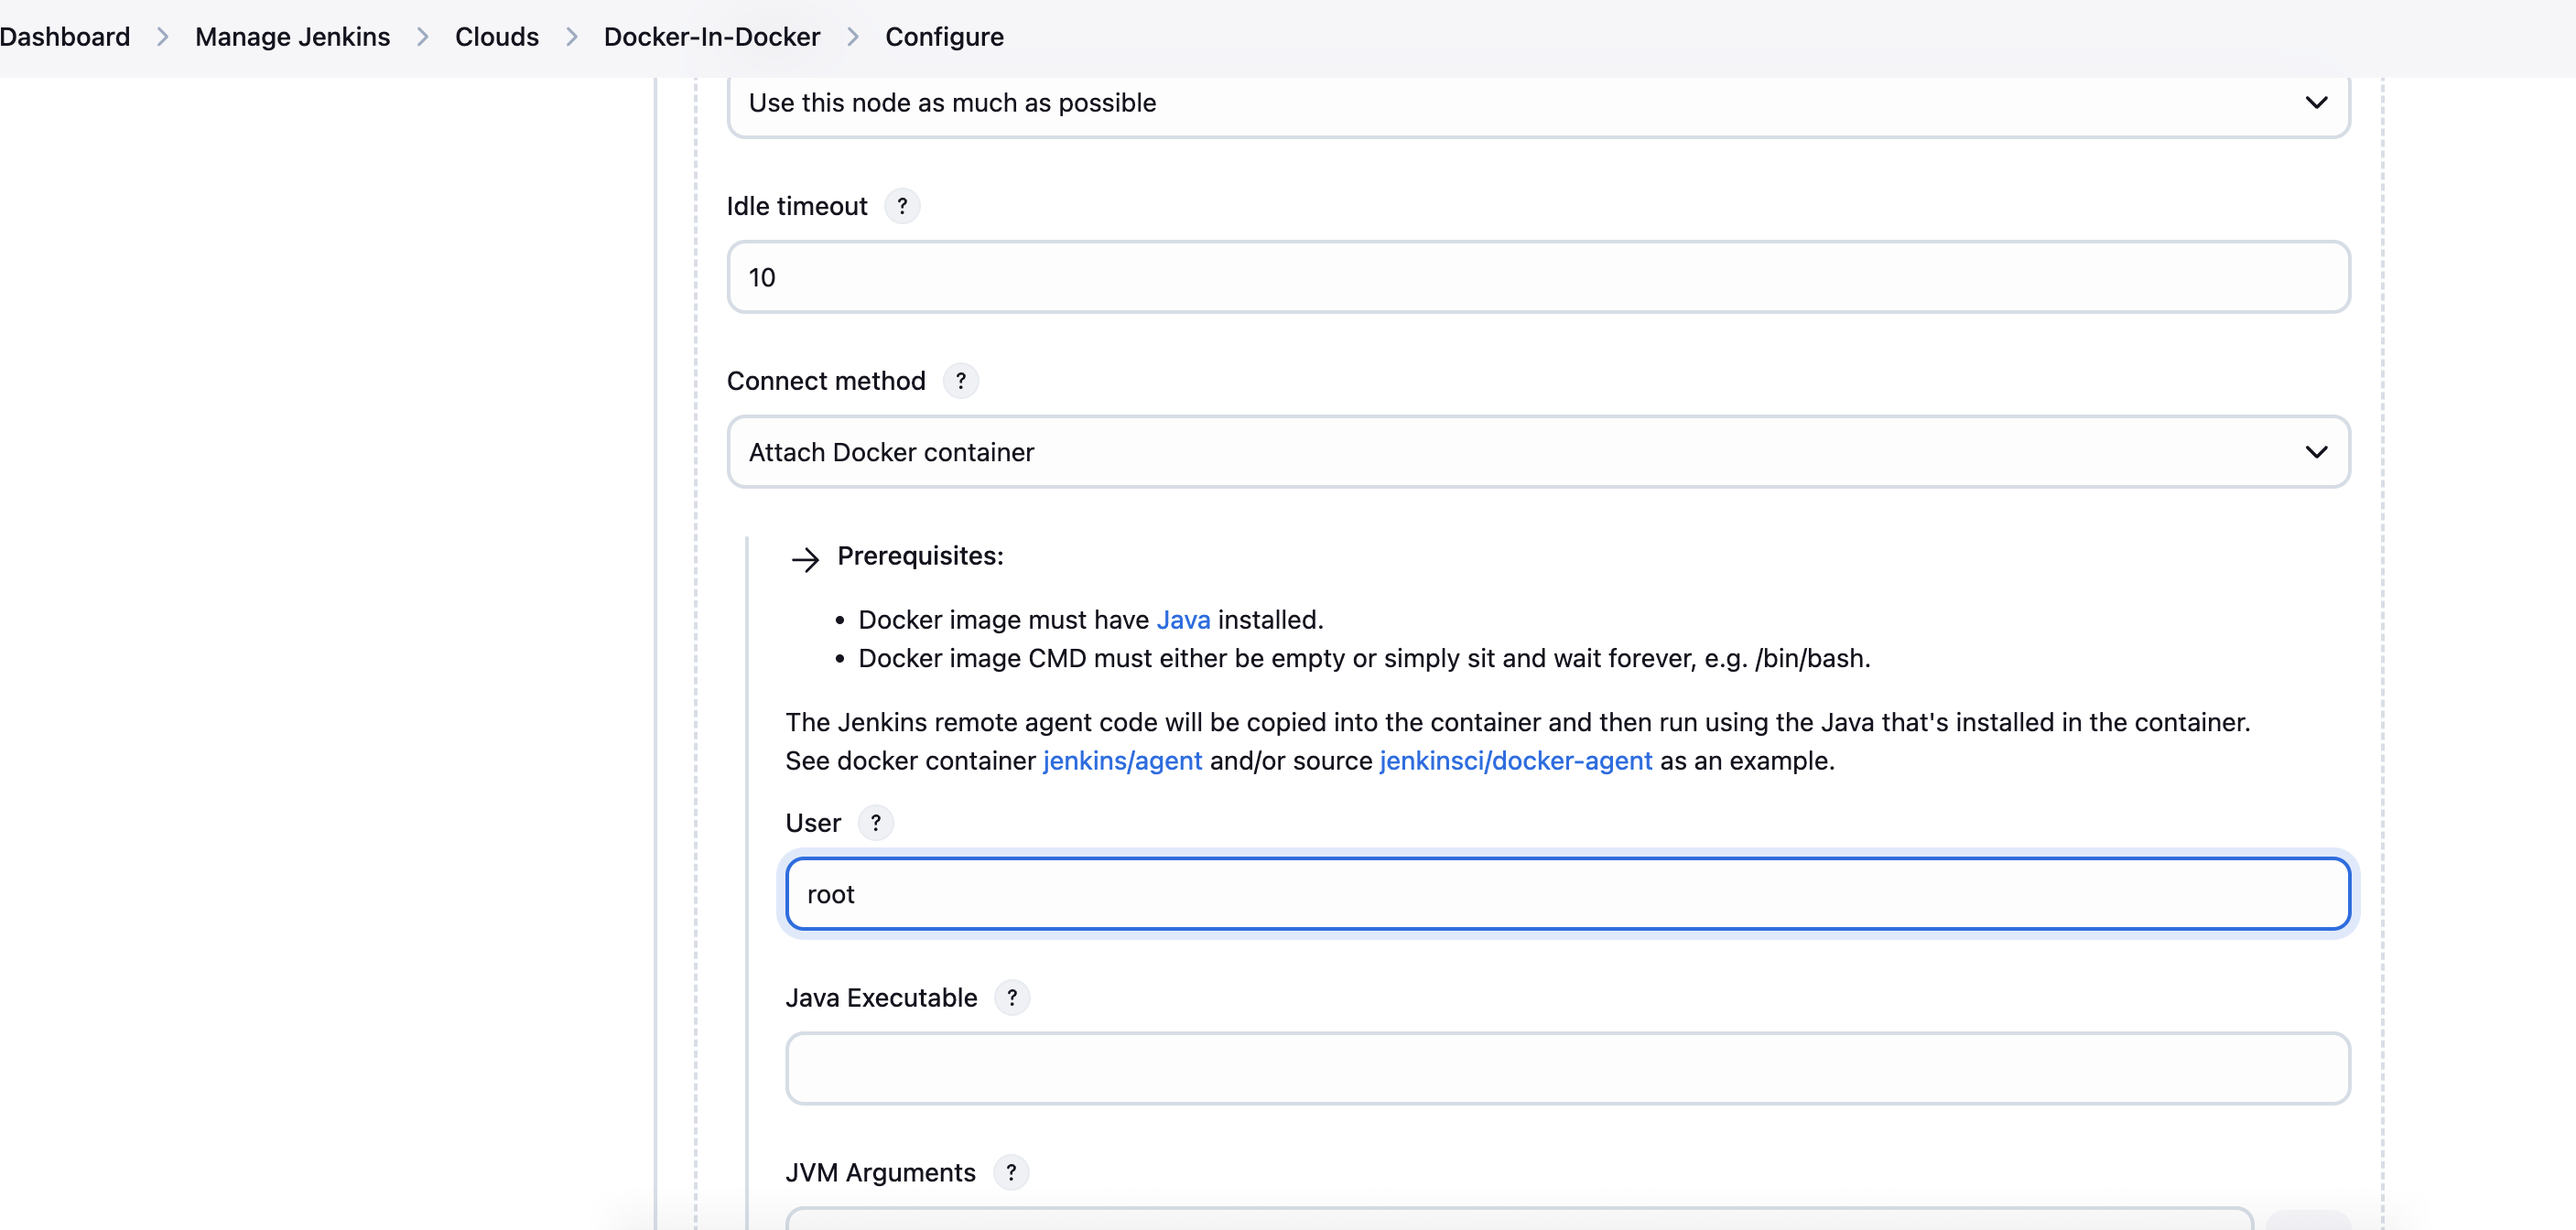 Dashboard > Manage Jenkins > Clouds > Docker-In-Docker > Configure
Use this node as much as possible
Idle timeout ?
10
Connect method ?
Attach Docker container
→ Prerequisites:
• Docker image must have Java installed.
• Docker image CMD must either be empty or simply sit and wait forever, e.g. /bin/bash.
The Jenkins remote agent code will be copied into the container and then run using the Java that's installed in the container.
See docker container jenkins/agent and/or source jenkinsci/docker-agent as an example.
User ?
root
Java Executable ?
JVM Arguments ?